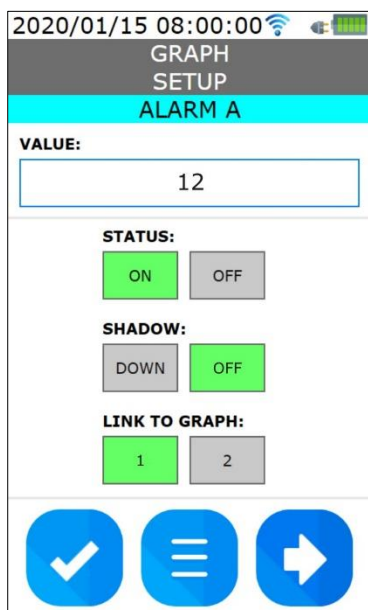 2020/01/15 08:00:00
GRAPH
SETUP
ALARM A
VALUE:
12
STATUS:
ON OFF
SHADOW:
DOWN OFF
LINK TO GRAPH:
1 2